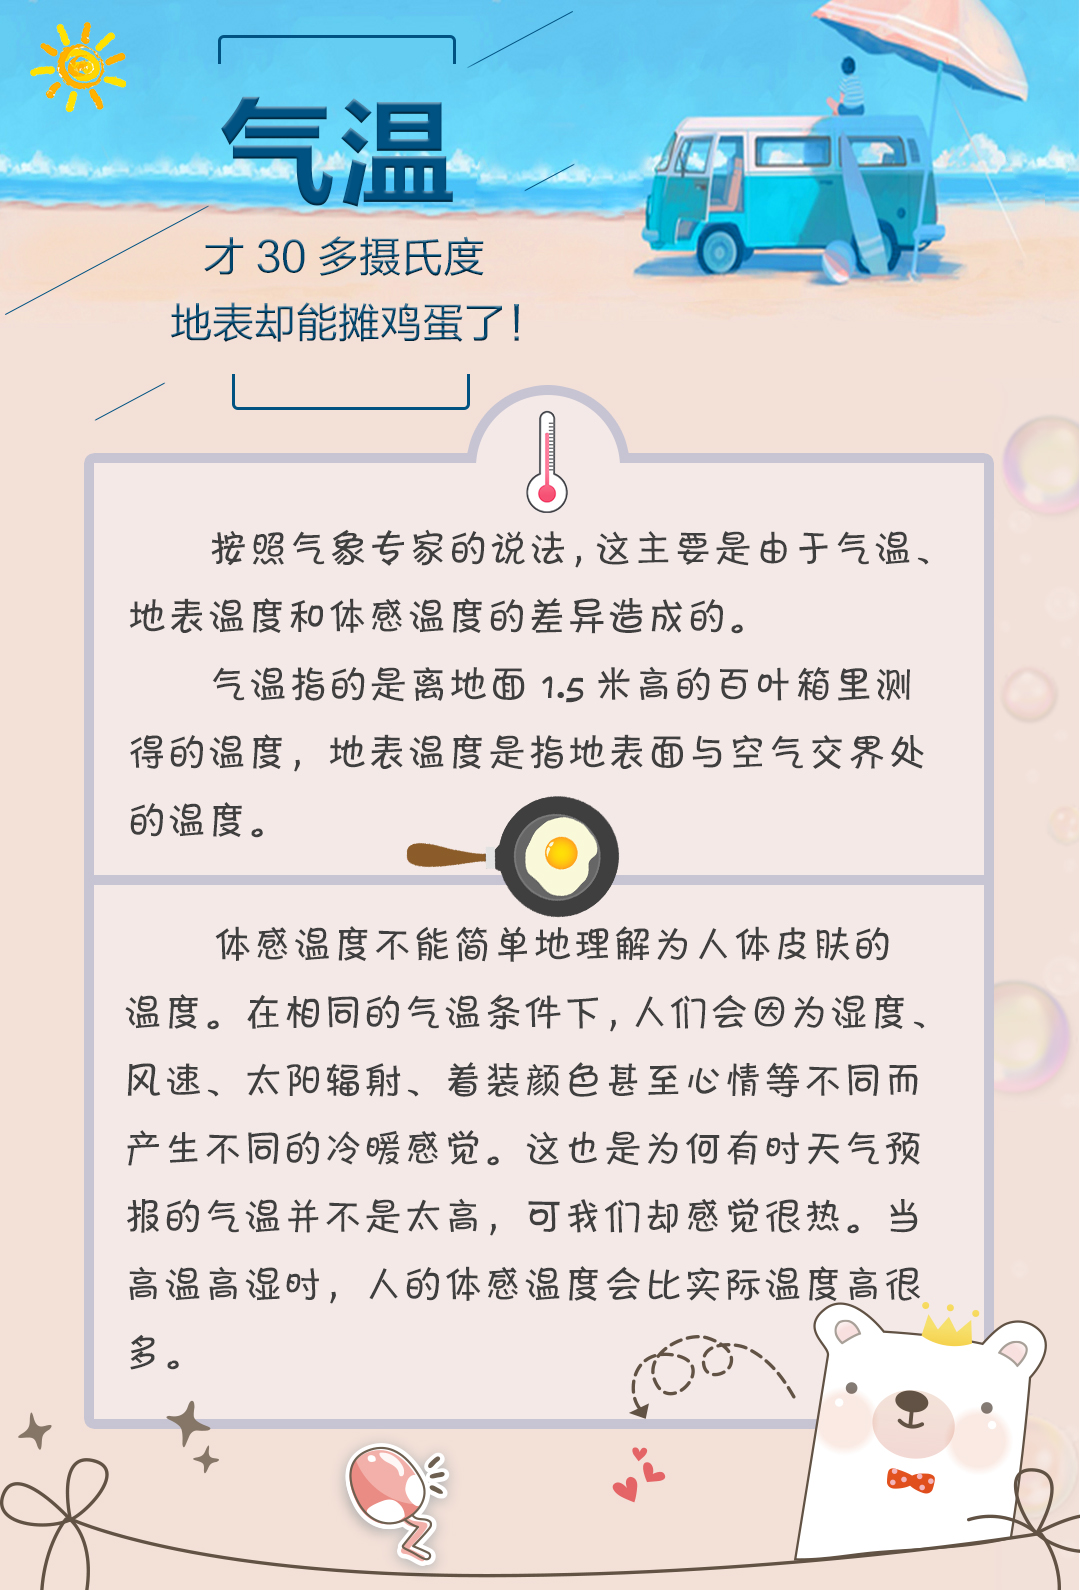 气温
才 30 多摄氏度
地表却能摊鸡蛋了!
按照气象专家的说法,这主要是由于气温、
地表温度和体感温度的差异造成的。
气温指的是离地面 1.5 米高的百叶箱里测
得的温度，地表温度是指地表面与空气交界处
的温度。
体感温度不能简单地理解为人体皮肤的
温度。在相同的气温条件下,人们会因为湿度、
风速、太阳辐射、着装颜色甚至心情等不同而
产生不同的冷暖感觉。这也是为何有时天气预
报的气温并不是太高，可我们却感觉很热。当
高温高湿时，人的体感温度会比实际温度高很
多。